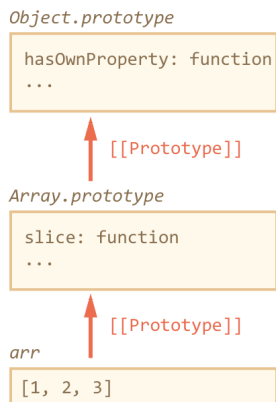 Object.prototype
hasOwnProperty: function
...
[[Prototype]]
Array.prototype
slice: function
...
[[Prototype]]
arr
[1, 2, 3]